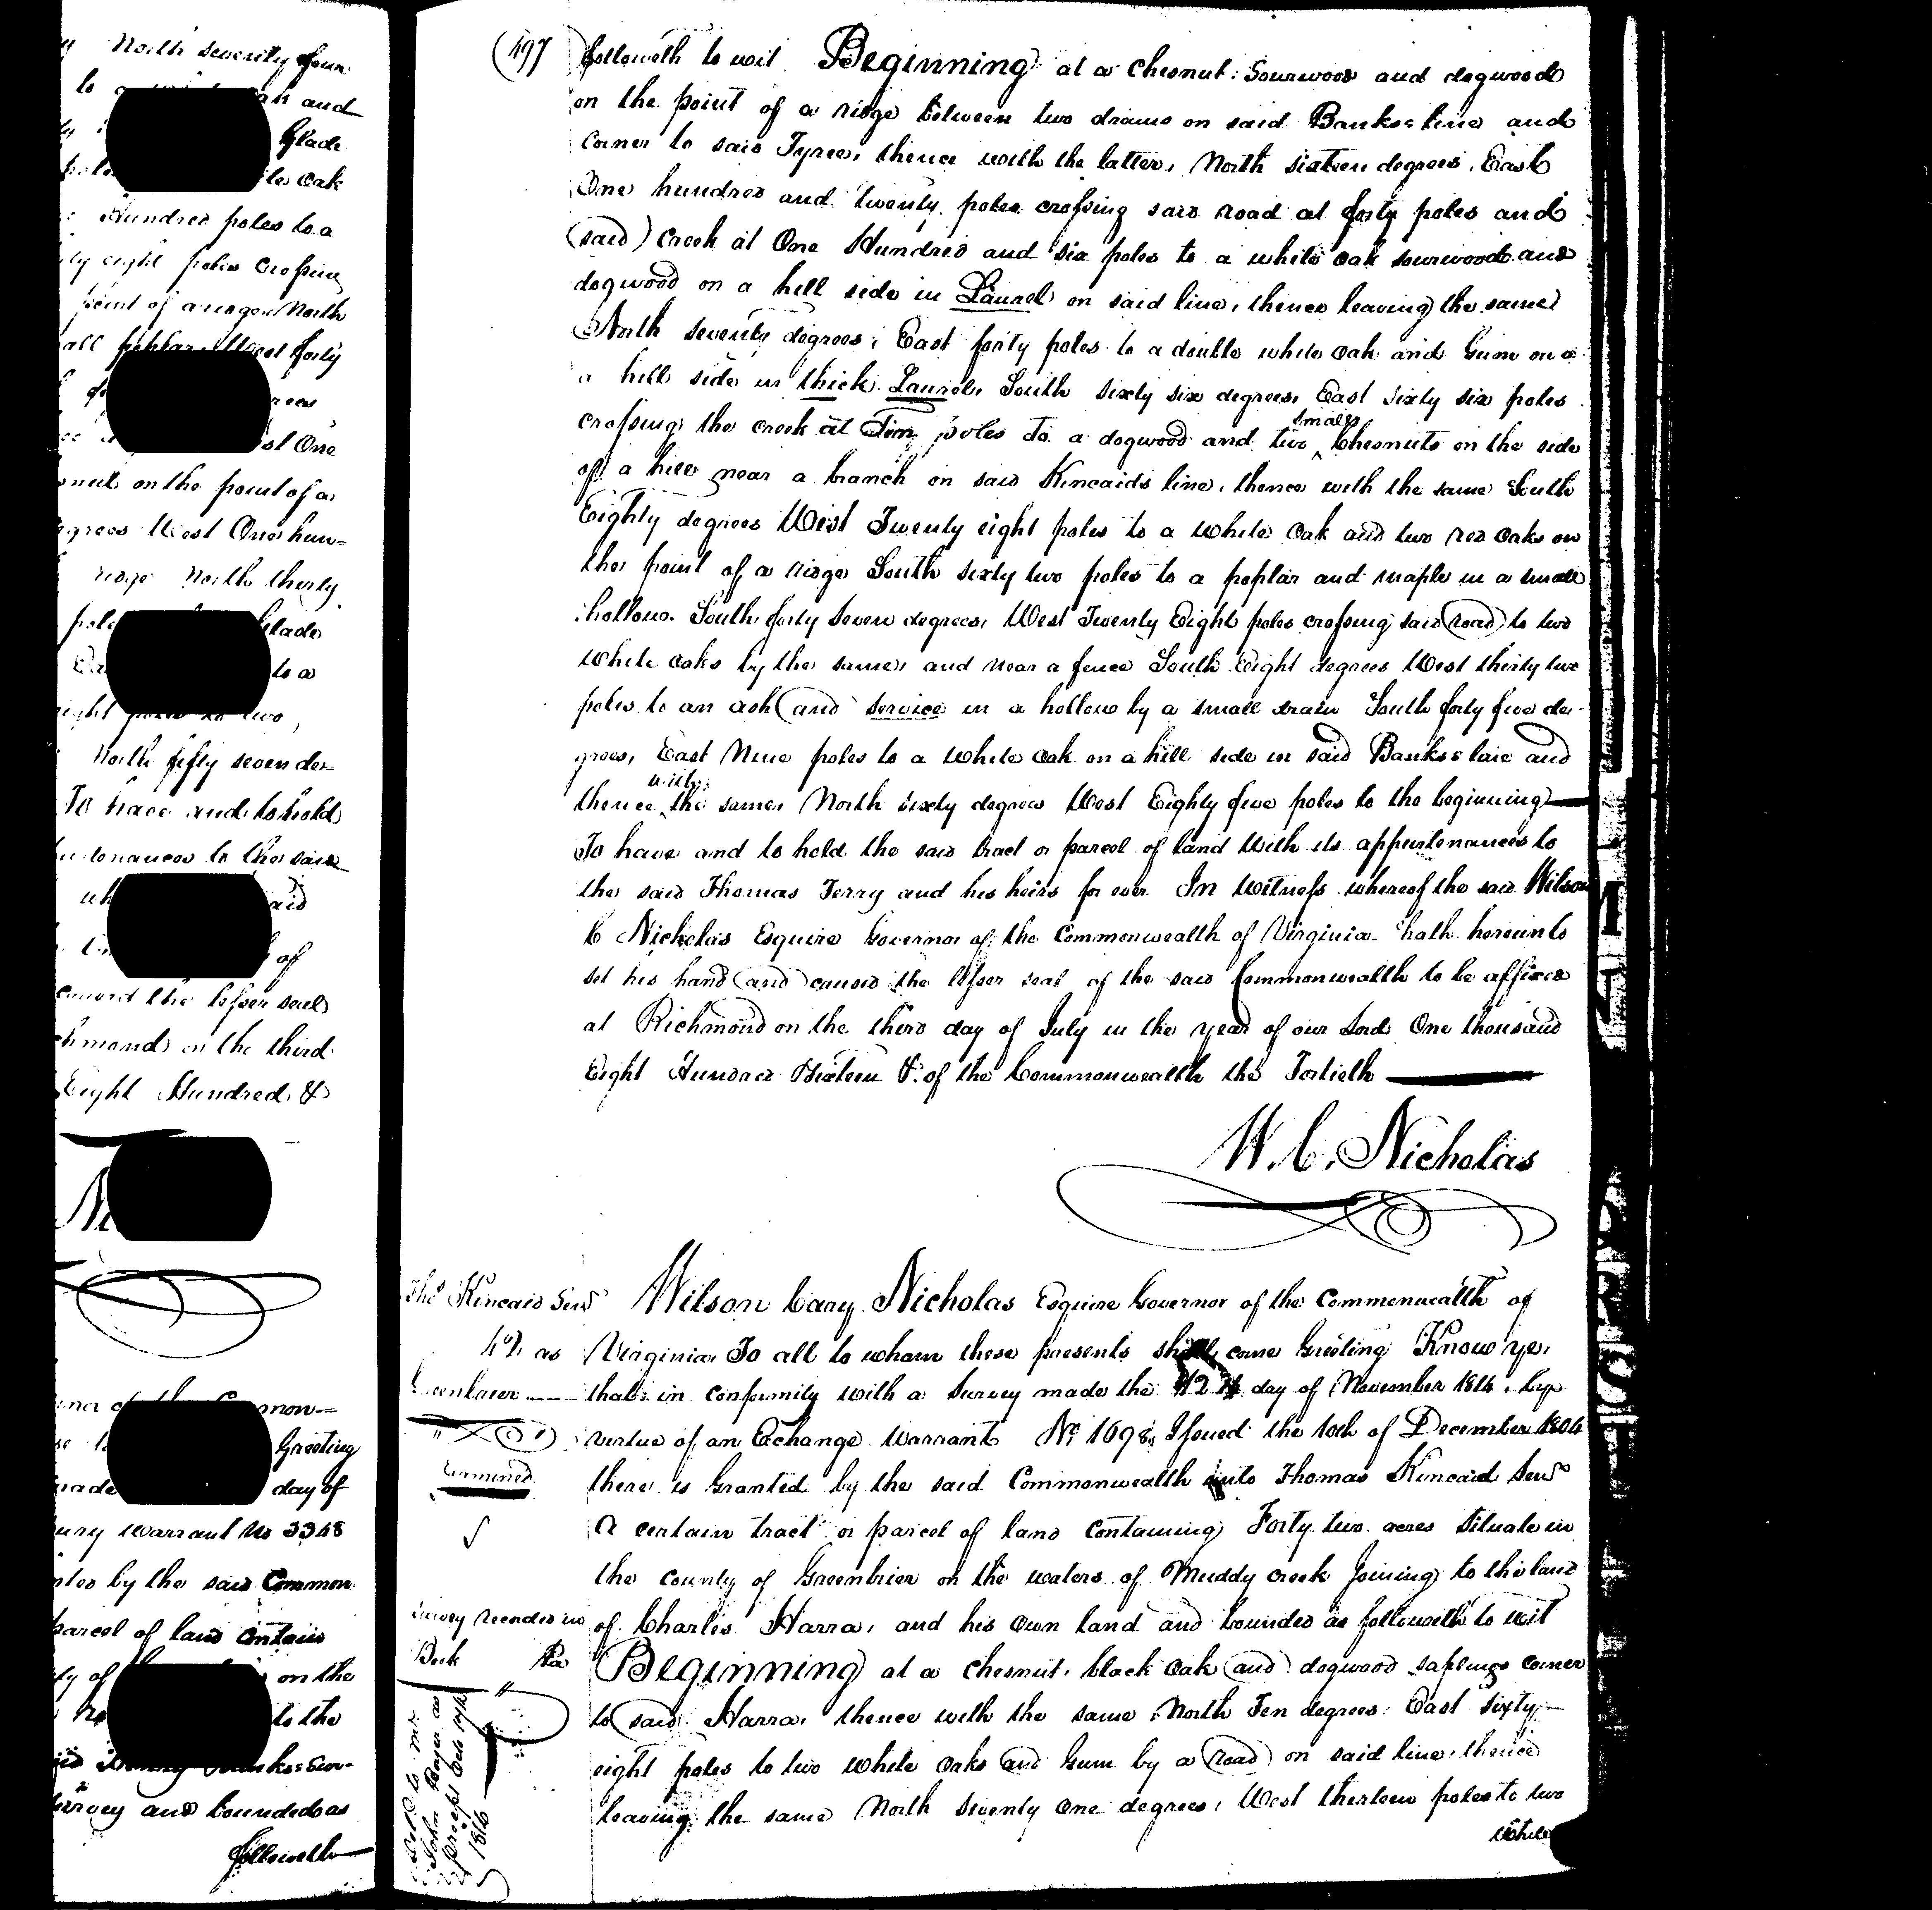 y North seventy four
to a oak and
Glade
poles oak
Hundred poles to a
ty eight poles crossing
point of a ridge North
all poplar West forty
st One
nut on the point of a
egrees West One hun=
ridge North thirty
pole Glade
to a
ight poles to two,
North fifty seven de=
To have and to hold
purtenances to the said
of
caused the lesser seal
chmond on the third
Eight Hundred &
mon=
Greeting
made day of
ury warrant No 3348
nted by the said Common
parcel of land contain
ty of on the
to the
survey and bounded as
followeth
(497
followeth to wit Beginning at a Chesnut, Sourwood and dogwood
on the point of a ridge between two drains on said Banks's line and
corner to said Tyree, thence with the latter, North sixteen degrees, East
One hundred and twenty poles crossing said road at forty poles and
(said) creek at One Hundred and six poles to a white oak sourwood and
dogwood on a hill side in Laurel on said line, thence leaving the same
North seventy degrees, East forty poles to a double white oak and Gum on a
a hill side in thick Laurel, South sixty six degrees, East sixty six poles
crossing the creek at Ten poles to a dogwood and two small Chesnuts on the side
of a hill near a branch on said Kincaids line, thence with the same South
Eighty degrees West Twenty eight poles to a White Oak and two red oaks on
the point of a ridge South sixty two poles to a poplar and maple in a small
hollow. South forty seven degrees, West Twenty Eight poles crossing said road to two
White oaks by the same, and near a fence South Eight degrees West thirty two
poles to an ash and service in a hollow by a small drain South forty five de-
grees, East Nine poles to a White Oak on a hill side in said Banks's line and
thence with the same North sixty degrees West Eighty five poles to the beginning
To have and to hold the said tract or parcel of land with its appurtenances to
the said Thomas Terry and his heirs for ever. In Witness whereof the said Wilson
C Nicholas Esquire Governor of the Commonwealth of Virginia hath hereunto
set his hand and caused the lesser seal of the said Commonwealth to be affixed
at Richmond on the third day of July in the year of our Lord One thousand
Eight Hundred Sixteen & of the Commonwealth the Fortieth
W. C. Nicholas
Thos Kincaid Senr
42 as
Greenbrier
Examined
Survey recorded in
Book Pa
Deld to Mr
John Roger as
pr receipt Octo 19th
1816
Wilson Cary Nicholas Esquire Governor of the Commonwealth of
Virginia To all to whom these presents shall come Greeting Know ye,
that in conformity with a Survey made the 12th day of November 1814, by
virtue of an Exchange Warrant No 1698, Issued the 10th of December 1804
there is Granted by the said Commonwealth unto Thomas Kincaid Senr
A certain tract or parcel of land containing Forty two acres situate in
the county of Greenbrier on the waters of Muddy creek Joining to the land
of Charles Harra, and his own land and bounded as followeth to wit
Beginning at a chesnut, black Oak and dogwood saplings corner
to said Harra, thence with the same North Ten degrees, East sixty-
eight poles to two White oaks and Gum by a road on said line, thence
leaving the same North Seventy One degrees, West thirteen poles to two
White